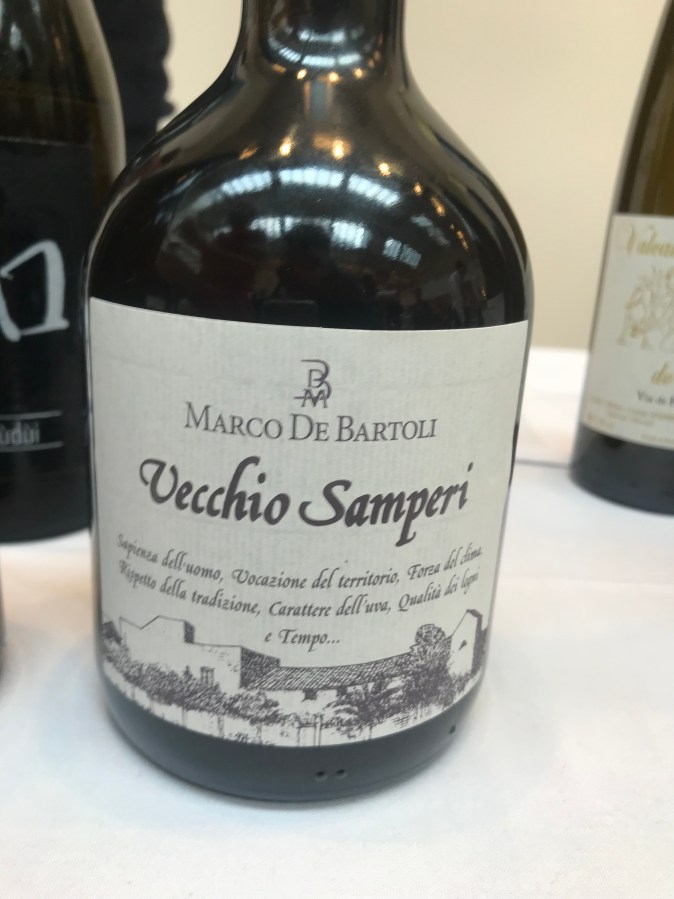 MARCO DE BARTOLI
Vecchio Samperi
Sapienza dell'uomo, Vocazione del territorio, Forza del clima,
Rispetto della tradizione, Carattere dell'uva, Qualità dei legni
e Tempo...
de